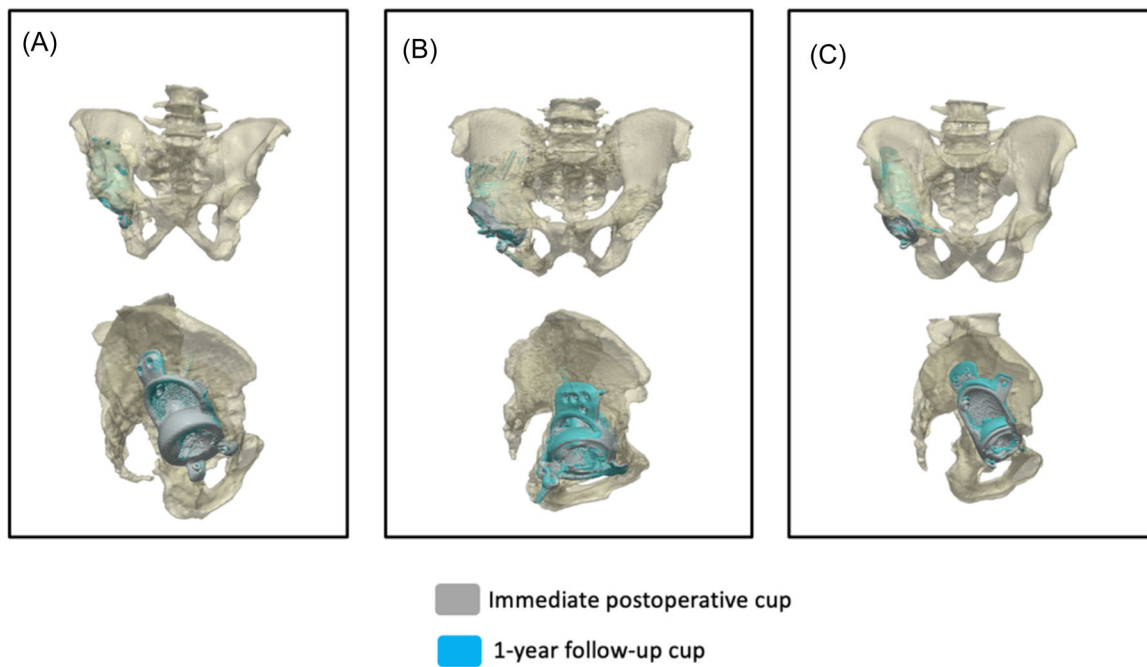 (A)
(B)
(C)
Immediate postoperative cup
1-year follow-up cup